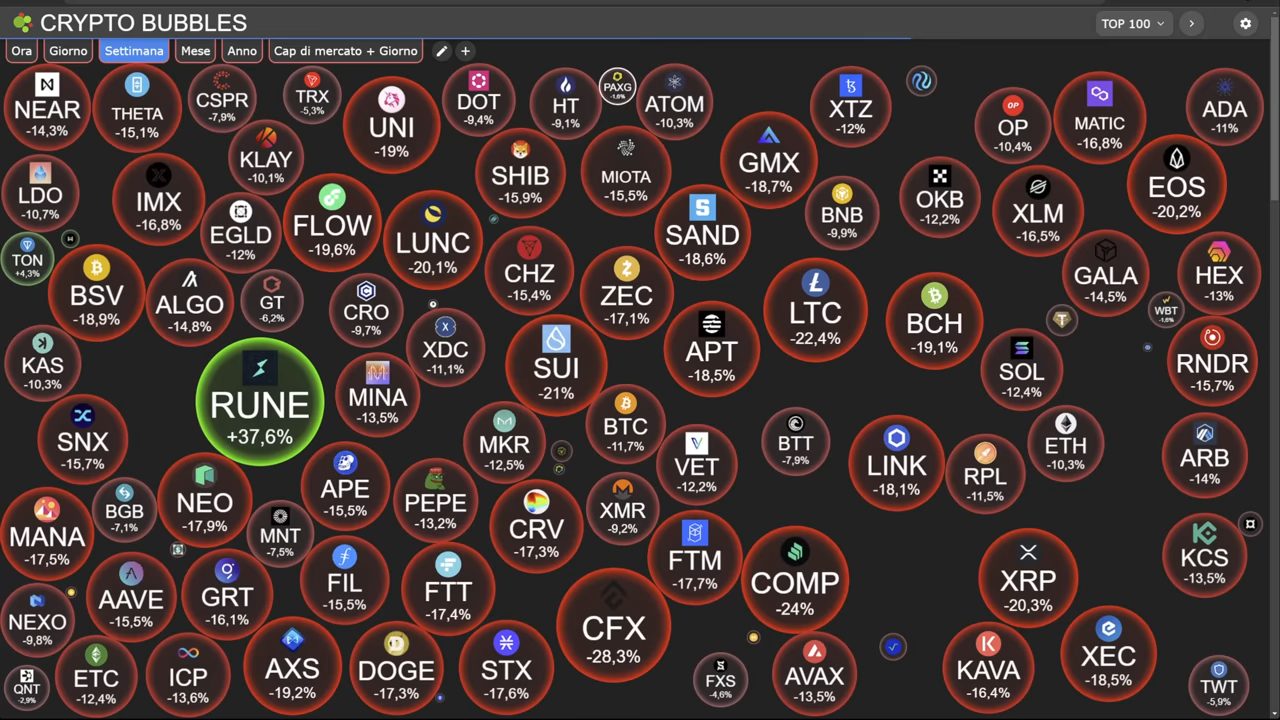 CRYPTO BUBBLES
TOP 100
Ora
Giorno
Settimana
Mese
Anno
Cap di mercato + Giorno
NEAR
-14,3%
THETA
-15,1%
CSPR
-7,9%
TRX
-5,3%
UNI
-19%
DOT
-9,4%
HT
-9,1%
PAXG
-1,6%
ATOM
-10,3%
GMX
-18,7%
XTZ
-12%
OP
-10,4%
MATIC
-16,8%
ADA
-11%
LDO
-10,7%
IMX
-16,8%
KLAY
-10,1%
SHIB
-15,9%
MIOTA
-15,5%
BNB
-9,9%
OKB
-12,2%
XLM
-16,5%
EOS
-20,2%
TON
+4,3%
EGLD
-12%
FLOW
-19,6%
LUNC
-20,1%
SAND
-18,6%
BSV
-18,9%
ALGO
-14,8%
GT
-6,2%
CRO
-9,7%
CHZ
-15,4%
ZEC
-17,1%
LTC
-22,4%
BCH
-19,1%
GALA
-14,5%
WBT
-1,8%
HEX
-13%
KAS
-10,3%
XDC
-11,1%
SUI
-21%
APT
-18,5%
SOL
-12,4%
RNDR
-15,7%
RUNE
+37,6%
MINA
-13,5%
SNX
-15,7%
MKR
-12,5%
BTC
-11,7%
VET
-12,2%
BTT
-7,9%
LINK
-18,1%
RPL
-11,5%
ETH
-10,3%
ARB
-14%
MANA
-17,5%
BGB
-7,1%
NEO
-17,9%
MNT
-7,5%
APE
-15,5%
PEPE
-13,2%
CRV
-17,3%
XMR
-9,2%
FTM
-17,7%
COMP
-24%
XRP
-20,3%
KCS
-13,5%
NEXO
-9,8%
AAVE
-15,5%
GRT
-16,1%
FIL
-15,5%
FTT
-17,4%
CFX
-28,3%
QNT
-2,9%
ETC
-12,4%
ICP
-13,6%
AXS
-19,2%
DOGE
-17,3%
STX
-17,6%
FXS
-4,6%
AVAX
-13,5%
KAVA
-16,4%
XEC
-18,5%
TWT
-5,9%